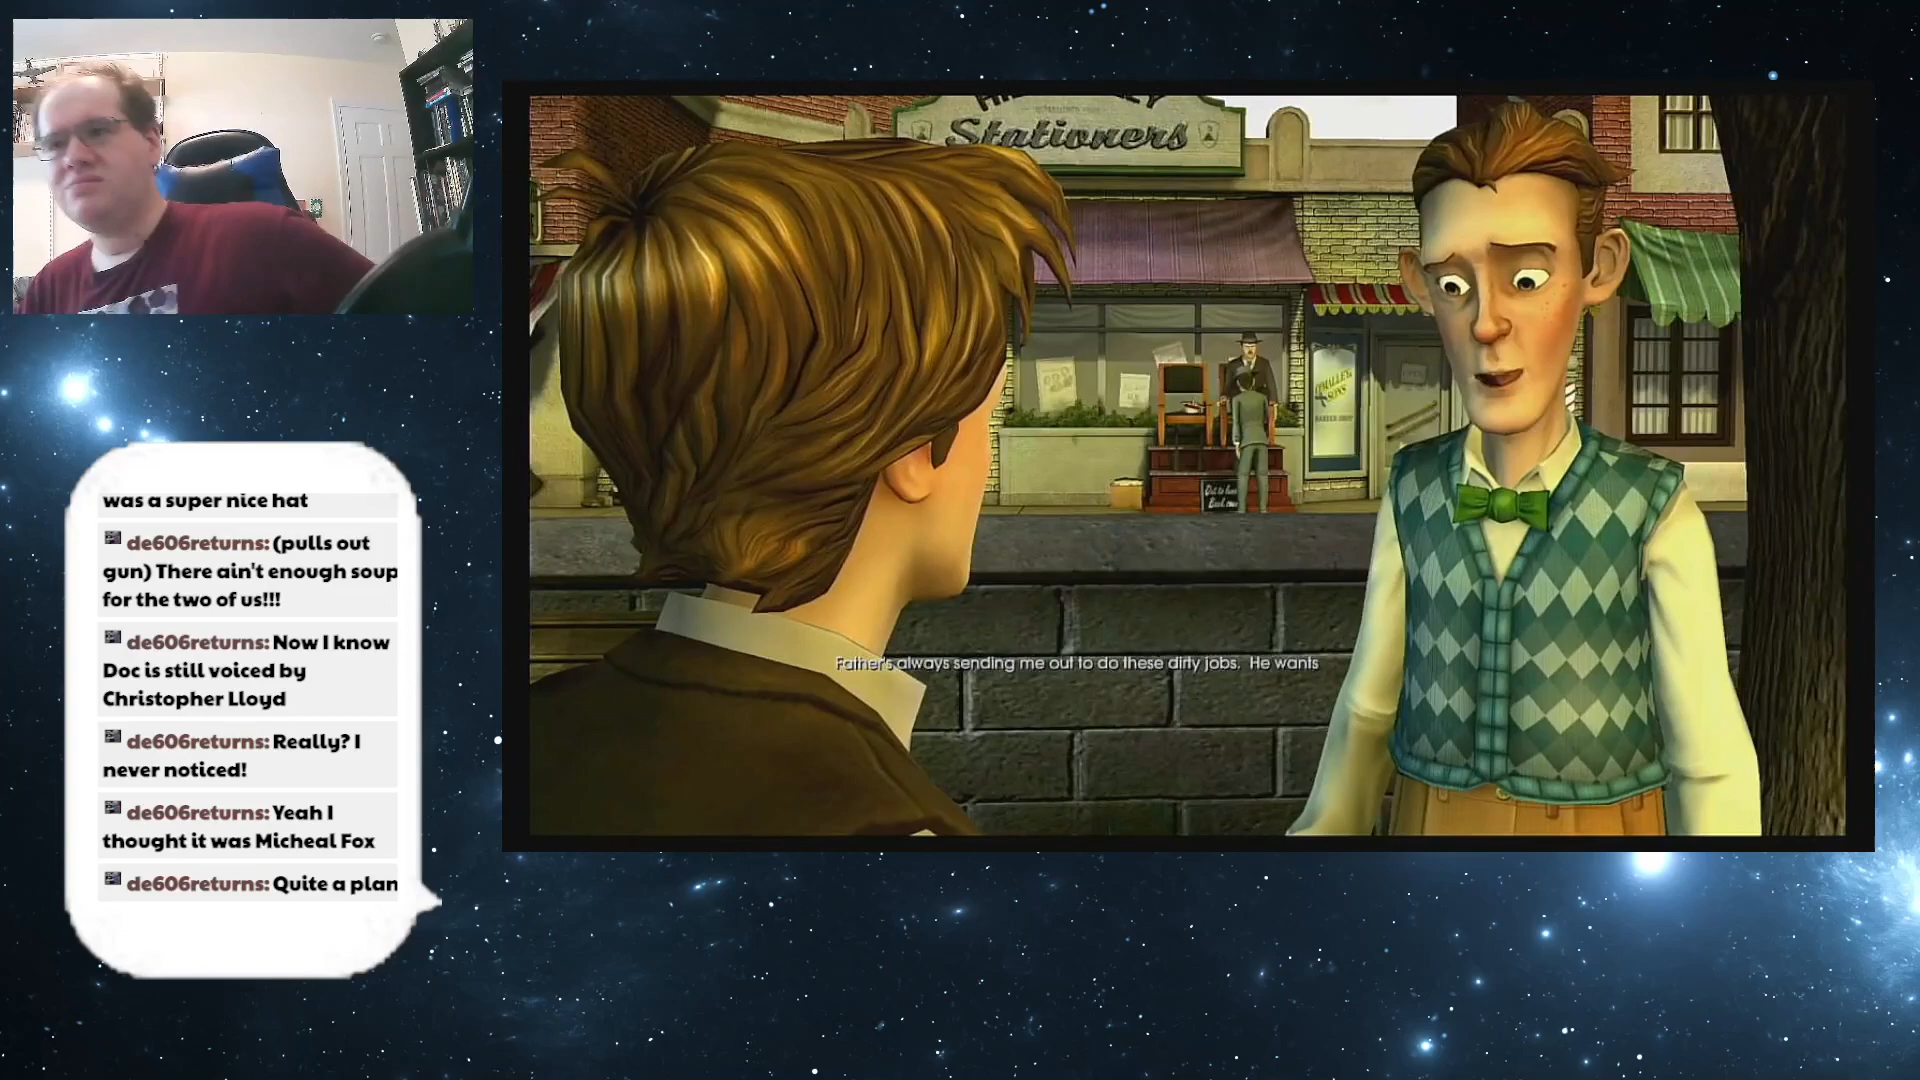 was a super nice hat
de606returns: (pulls out
gun) There ain't enough soup
for the two of us!!!
de606returns: Now I know
Doc is still voiced by
Christopher Lloyd
de606returns: Really? I
never noticed!
de606returns: Yeah I
thought it was Micheal Fox
de606returns: Quite a plan
Stationers
Father's always sending me out to do these dirty jobs. He wants